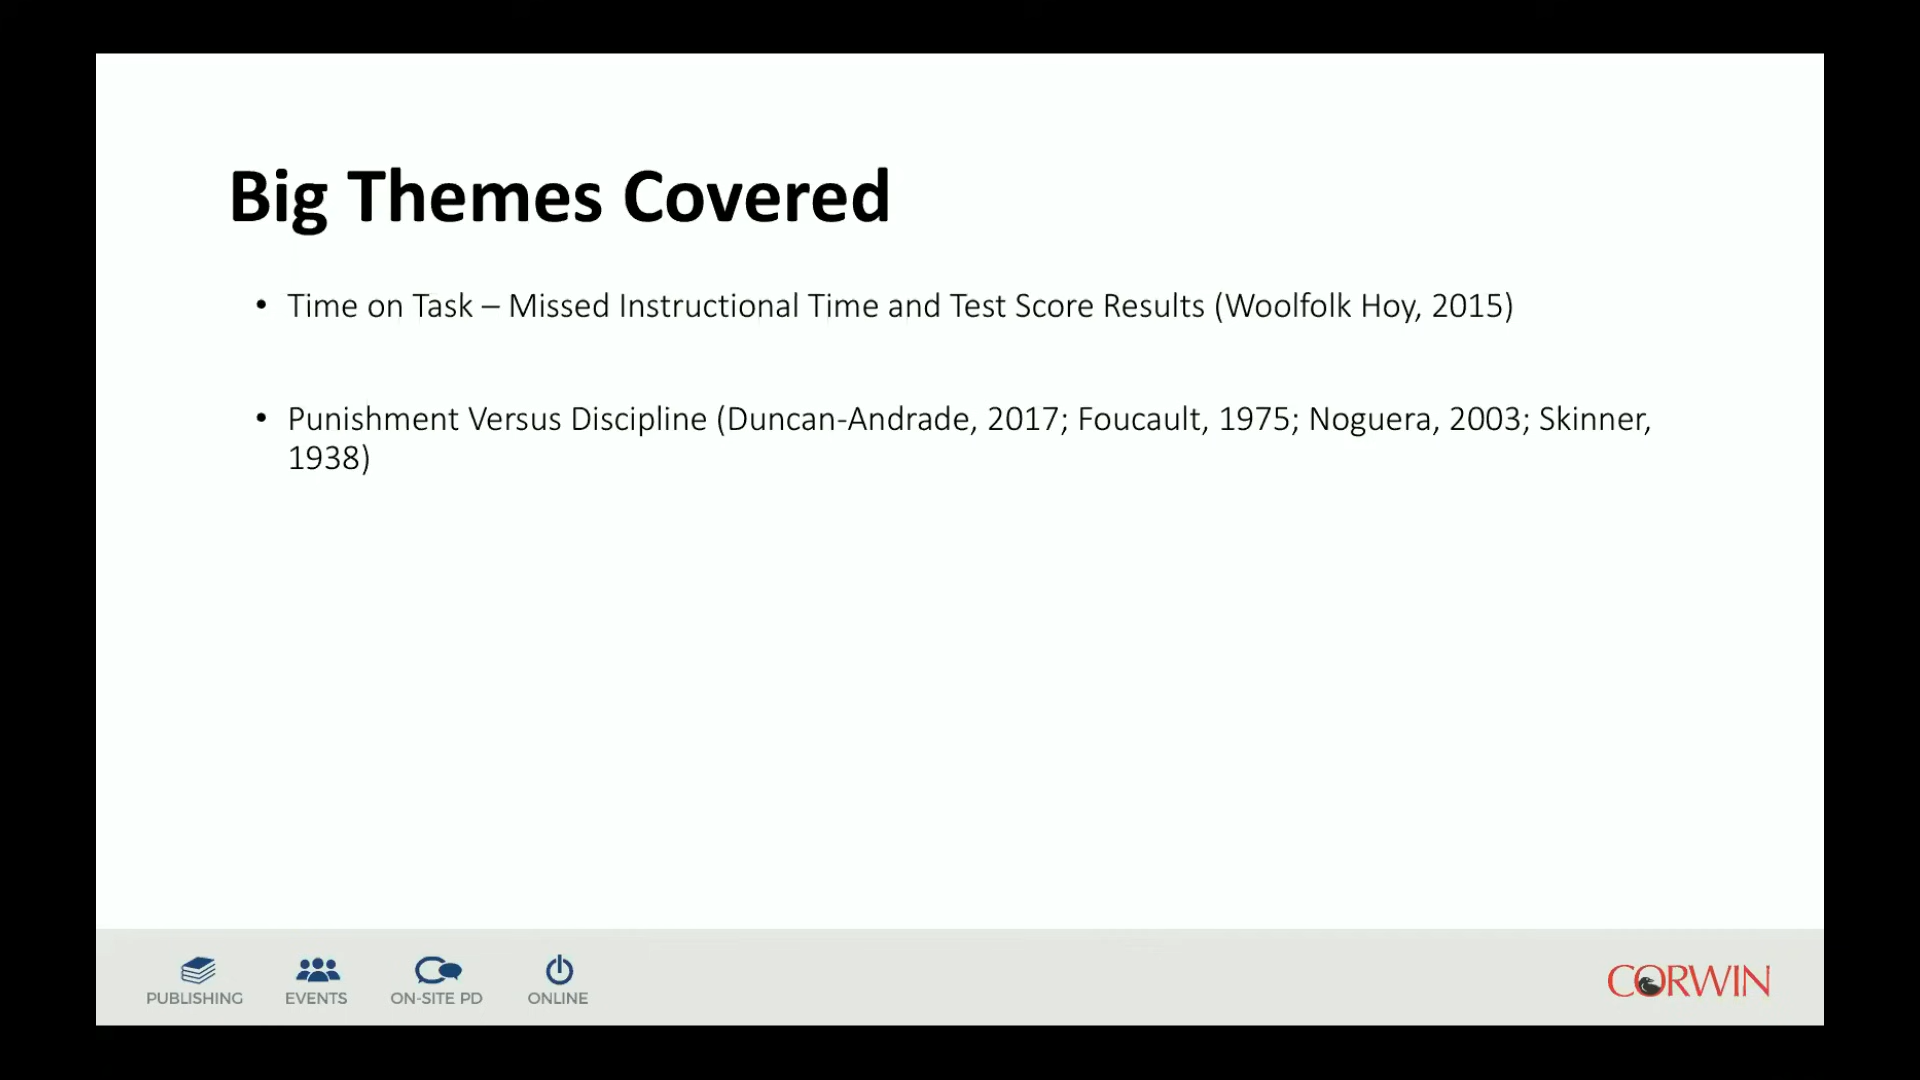 Big Themes Covered
• Time on Task – Missed Instructional Time and Test Score Results (Woolfolk Hoy, 2015)
• Punishment Versus Discipline (Duncan-Andrade, 2017; Foucault, 1975; Noguera, 2003; Skinner,
1938)
PUBLISHING EVENTS ON-SITE PD ONLINE
CORWIN